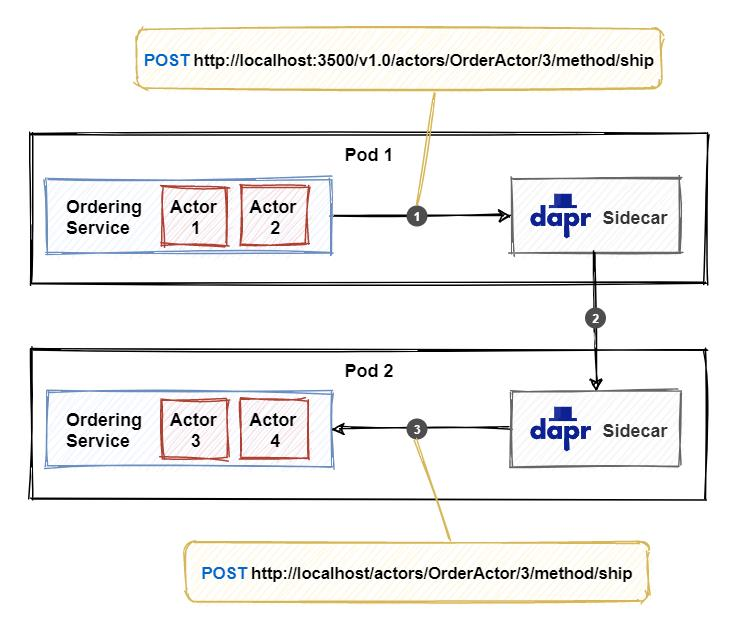 POST http://localhost:3500/v1.0/actors/OrderActor/3/method/ship
Pod 1
Ordering
Service
Actor
1
Actor
2
1
dapr Sidecar
2
Pod 2
Ordering
Service
Actor
3
Actor
4
3
dapr Sidecar
POST http://localhost/actors/OrderActor/3/method/ship